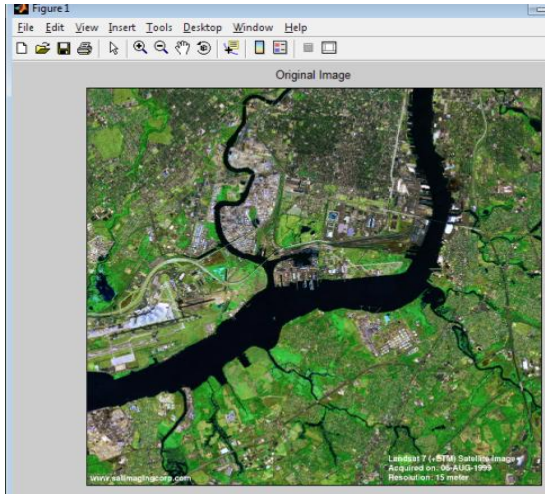 Figure 1
File Edit View Insert Tools Desktop Window Help
Original Image
Landsat 7 (+ETM) Satellite Image
Acquired on: 06-AUG-1999
Resolution: 15 meter
www.satimagingcorp.com